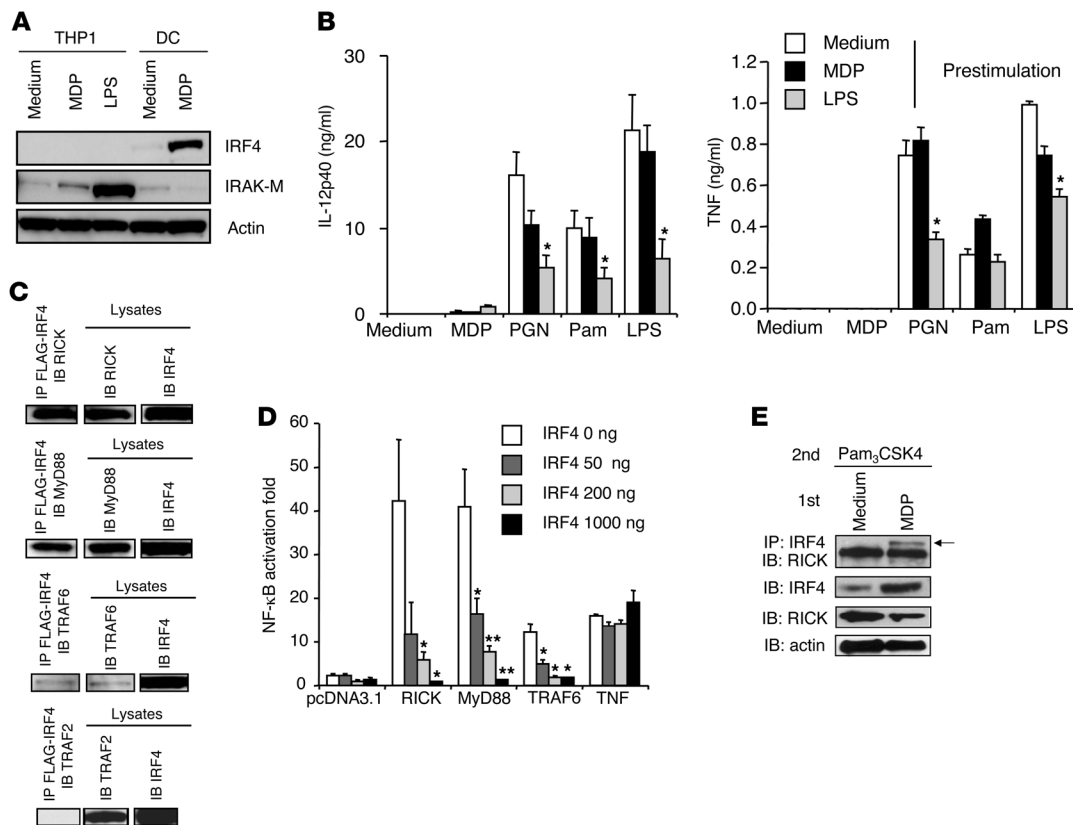 A
THP1 DC
Medium
MDP
LPS
Medium
MDP
IRF4
IRAK-M
Actin
B
30
20
10
0
IL-12p40 (ng/ml)
* * *
Medium MDP PGN Pam LPS
Medium
MDP
LPS
Prestimulation
1.2
1.0
0.8
0.6
0.4
0.2
0.0
TNF (ng/ml)
* *
Medium MDP PGN Pam LPS
C
Lysates
IP FLAG-IRF4
IB RICK
IB RICK
IB IRF4
Lysates
IP FLAG-IRF4
IB MyD88
IB MyD88
IB IRF4
Lysates
IP FLAG-IRF4
IB TRAF6
IB TRAF6
IB IRF4
Lysates
IP FLAG-IRF4
IB TRAF2
IB TRAF2
IB IRF4
D
60
50
40
30
20
10
0
NF-κB activation fold
IRF4 0 ng
IRF4 50 ng
IRF4 200 ng
IRF4 1000 ng
* * * ** ** * * *
pcDNA3.1 RICK MyD88 TRAF6 TNF
E
2nd Pam₃CSK4
1st Medium MDP
IP: IRF4
IB: RICK
IB: IRF4
IB: RICK
IB: actin